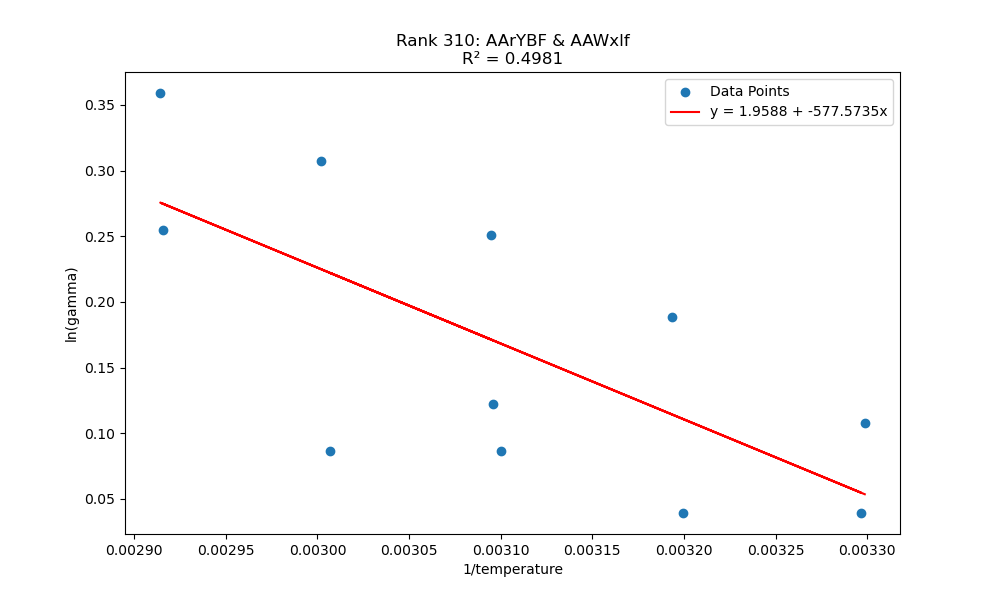 Rank 310: AArYBF & AAWxlf
R² = 0.4981
Data Points
y = 1.9588 + -577.5735x
ln(gamma)
0.35
0.30
0.25
0.20
0.15
0.10
0.05
0.00290 0.00295 0.00300 0.00305 0.00310 0.00315 0.00320 0.00325 0.00330
1/temperature